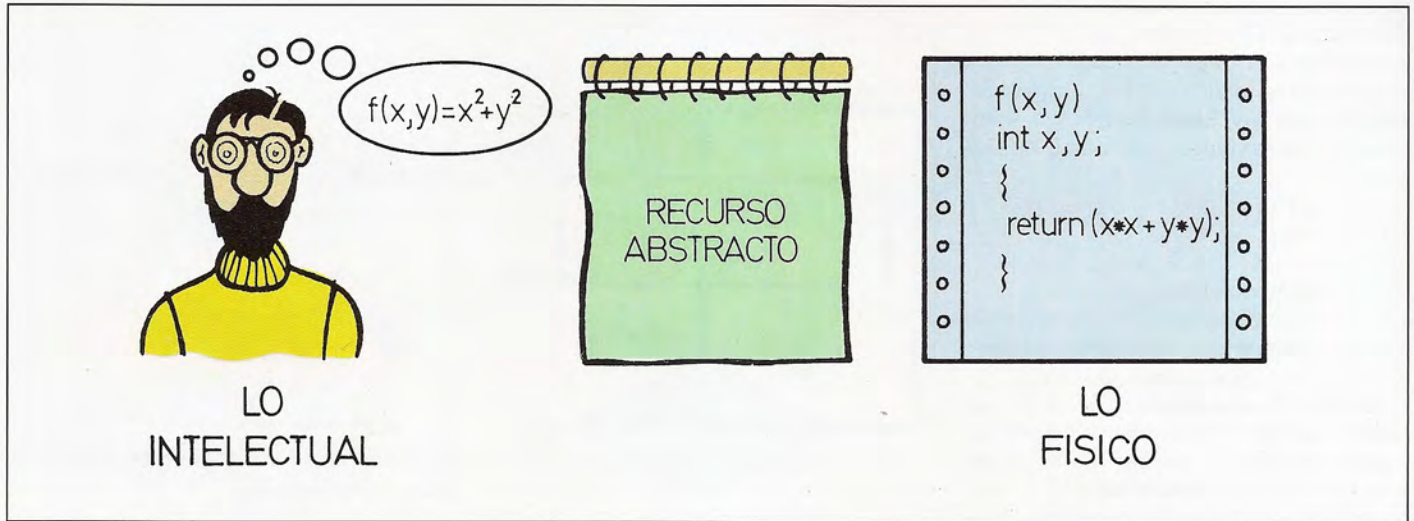 f(x,y)=x²+y²
RECURSO
ABSTRACTO
f(x,y)
int x,y;
{
return(x*x+y*y);
}
LO
INTELECTUAL
LO
FISICO